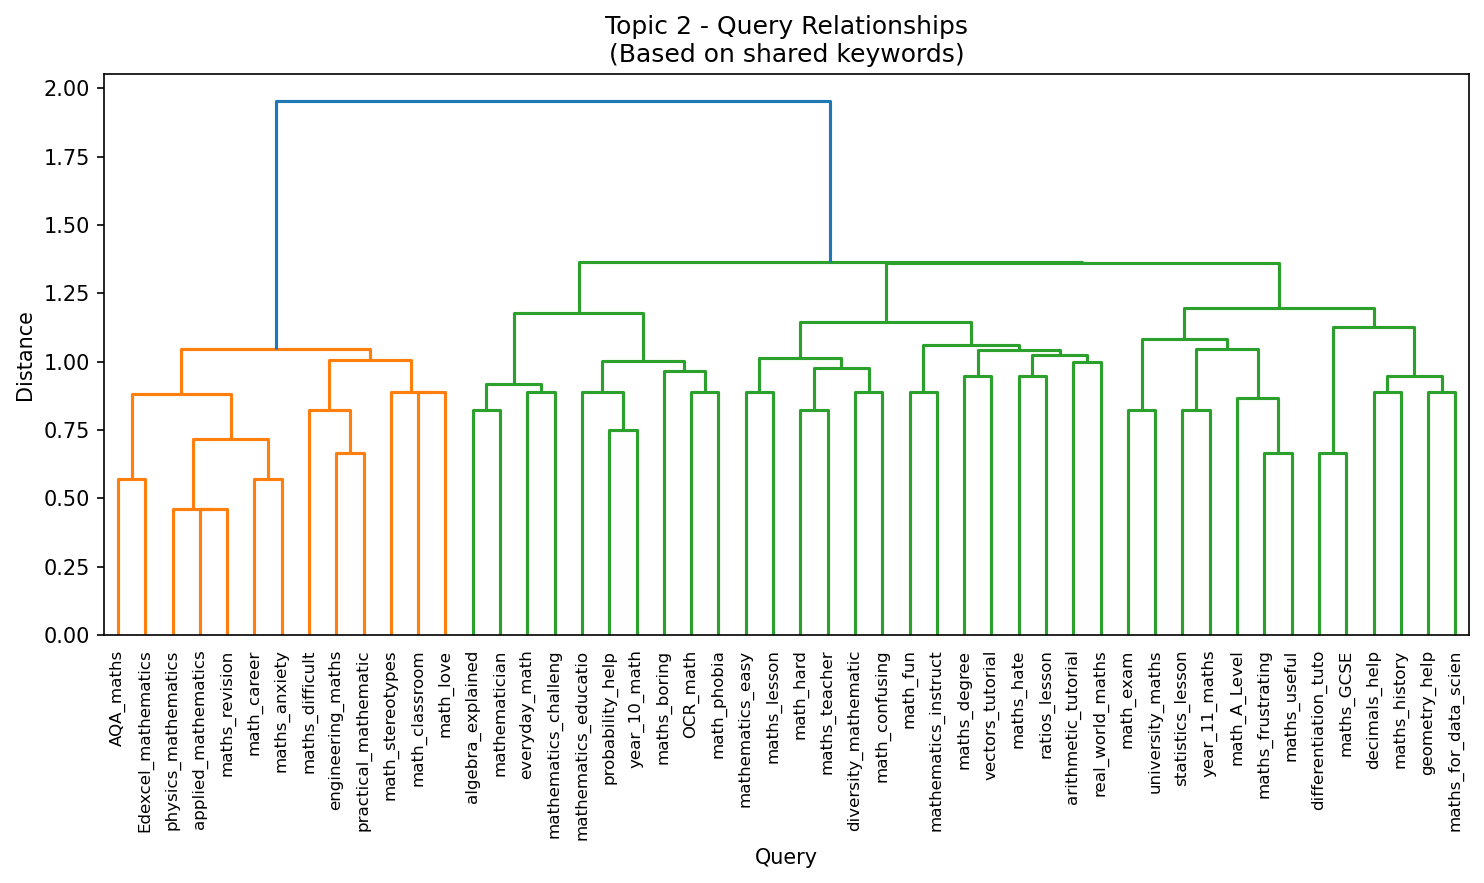 Topic 2 - Query Relationships
(Based on shared keywords)
Distance
2.00
1.75
1.50
1.25
1.00
0.75
0.50
0.25
0.00
AQA_maths
Edexcel_mathematics
physics_mathematics
applied_mathematics
maths_revision
math_career
maths_anxiety
maths_difficult
engineering_maths
practical_mathematic
math_stereotypes
math_classroom
math_love
algebra_explained
mathematician
everyday_math
mathematics_challeng
mathematics_educatio
probability_help
year_10_math
maths_boring
OCR_math
math_phobia
mathematics_easy
maths_lesson
math_hard
maths_teacher
diversity_mathematic
math_confusing
math_fun
mathematics_instruct
maths_degree
vectors_tutorial
maths_hate
ratios_lesson
arithmetic_tutorial
real_world_maths
math_exam
university_maths
statistics_lesson
year_11_maths
math_A_Level
maths_frustrating
maths_useful
differentiation_tuto
maths_GCSE
decimals_help
maths_history
geometry_help
maths_for_data_scien
Query